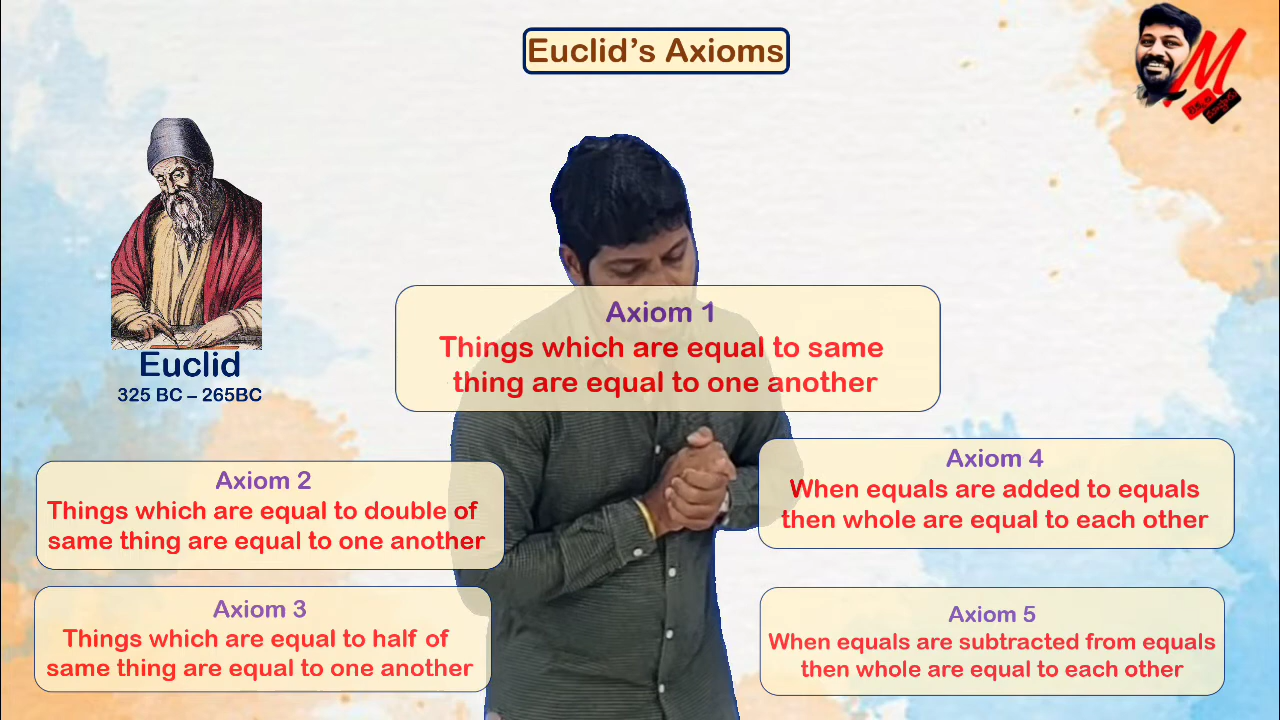 Euclid's Axioms
M
Euclid
325 BC – 265BC
Axiom 1
Things which are equal to same
thing are equal to one another
Axiom 2
Things which are equal to double of
same thing are equal to one another
Axiom 3
Things which are equal to half of
same thing are equal to one another
Axiom 4
When equals are added to equals
then whole are equal to each other
Axiom 5
When equals are subtracted from equals
then whole are equal to each other